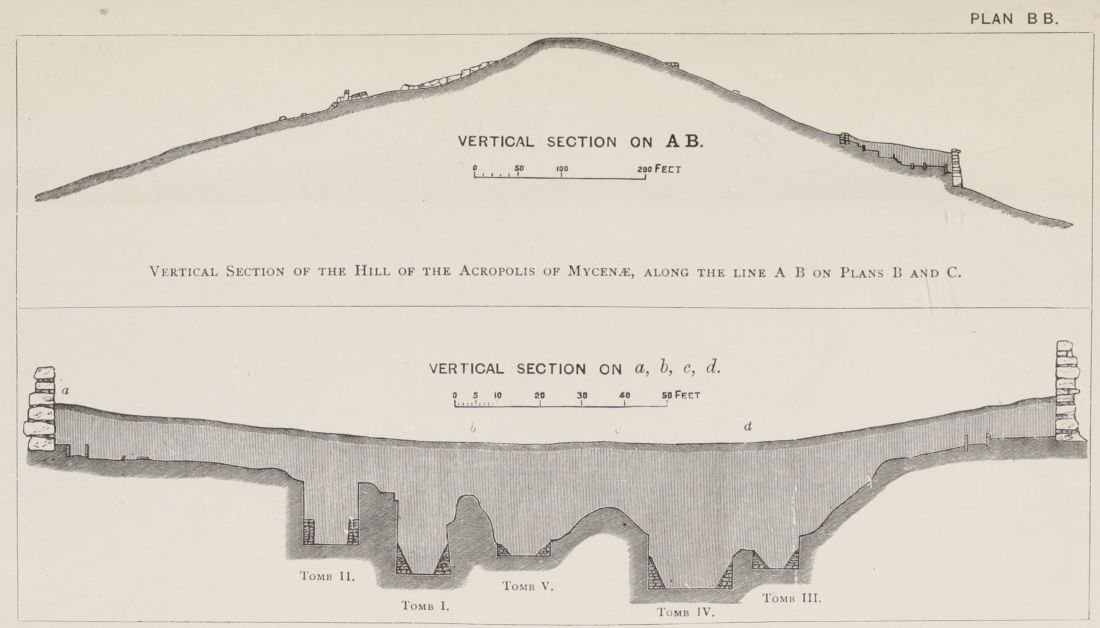 PLAN BB.
VERTICAL SECTION ON AB.
0 50 100 200 FEET
VERTICAL SECTION OF THE HILL OF THE ACROPOLIS OF MYCENÆ, ALONG THE LINE A B ON PLANS B AND C.
VERTICAL SECTION ON a, b, c, d.
0 5 10 20 30 40 50 FEET
a
b c d
TOMB II.
TOMB I.
TOMB V.
TOMB IV.
TOMB III.